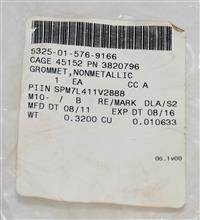 5325-01-576-9166
CAGE 45152 PN 3820796
GROMMET,NONMETALLIC
1 EA CC A
PIIN SPM7L411V2888
M10- / B RE/MARK DLA/S2
MFD DT 08/11 EXP DT 08/16
WT 0.3200 CU 0.010633
06.1v00